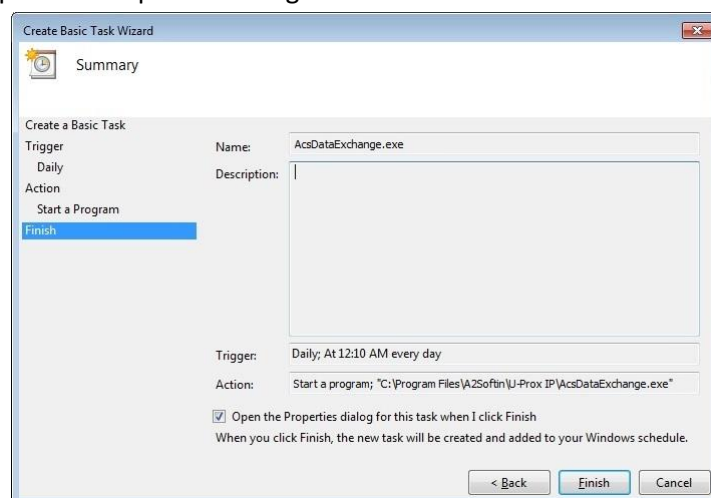 Create Basic Task Wizard
Summary
Create a Basic Task
Trigger
Daily
Action
Start a Program
Finish
Name: AcsDataExchange.exe
Description:
Trigger: Daily; At 12:10 AM every day
Action: Start a program; "C:\Program Files\A2Softin\U-Prox IP\AcsDataExchange.exe"
Open the Properties dialog for this task when I click Finish
When you click Finish, the new task will be created and added to your Windows schedule.
< Back Finish Cancel